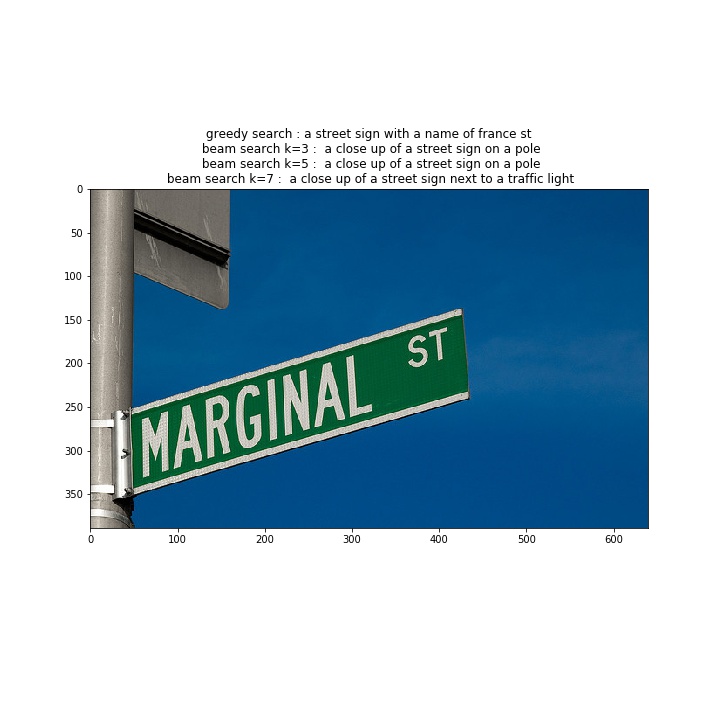 greedy search : a street sign with a name of france st
beam search k=3 :  a close up of a street sign on a pole
beam search k=5 :  a close up of a street sign on a pole
beam search k=7 :  a close up of a street sign next to a traffic light
0
50
100
150
200
250
300
350
MARGINAL ST
0 100 200 300 400 500 600